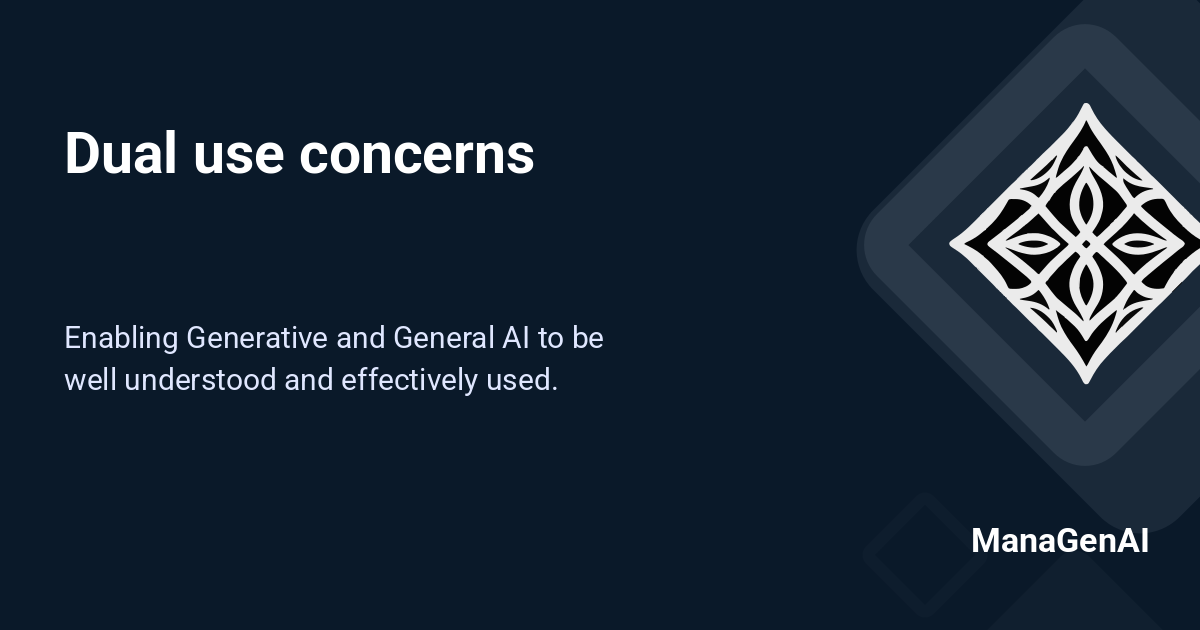 Dual use concerns
Enabling Generative and General AI to be
well understood and effectively used.
ManaGenAI